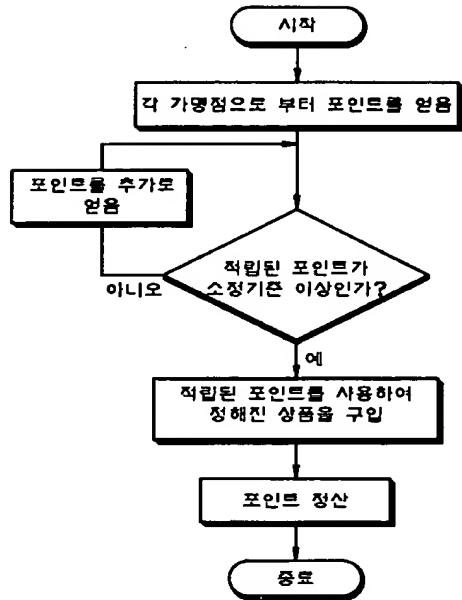 시작
각 가맹점으로 부터 포인트를 얻음
포인트를 추가로
얻음
적립된 포인트가
소정기준 이상인가?
아니오
예
적립된 포인트를 사용하여
정해진 상품을 구입
포인트 정산
종료